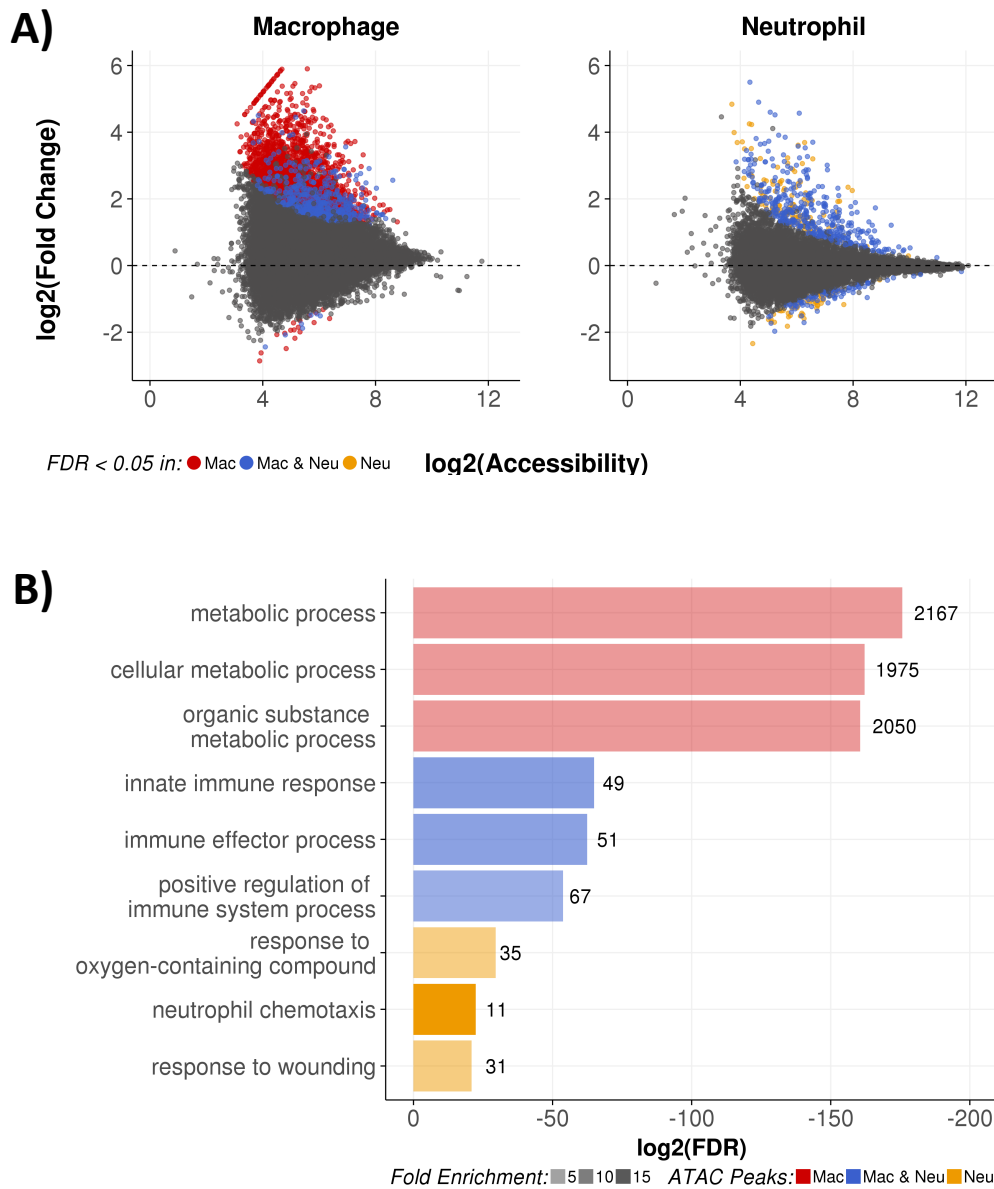 A)
Macrophage Neutrophil
log2(Fold Change)
6
4
2
0
-2
0 4 8 12
6
4
2
0
-2
0 4 8 12
FDR < 0.05 in: Mac Mac & Neu Neu log2(Accessibility)
B)
metabolic process 2167
cellular metabolic process 1975
organic substance
metabolic process 2050
innate immune response 49
immune effector process 51
positive regulation of
immune system process 67
response to
oxygen-containing compound 35
neutrophil chemotaxis 11
response to wounding 31
0 -50 -100 -150 -200
log2(FDR)
Fold Enrichment: 5 10 15 ATAC Peaks: Mac Mac & Neu Neu